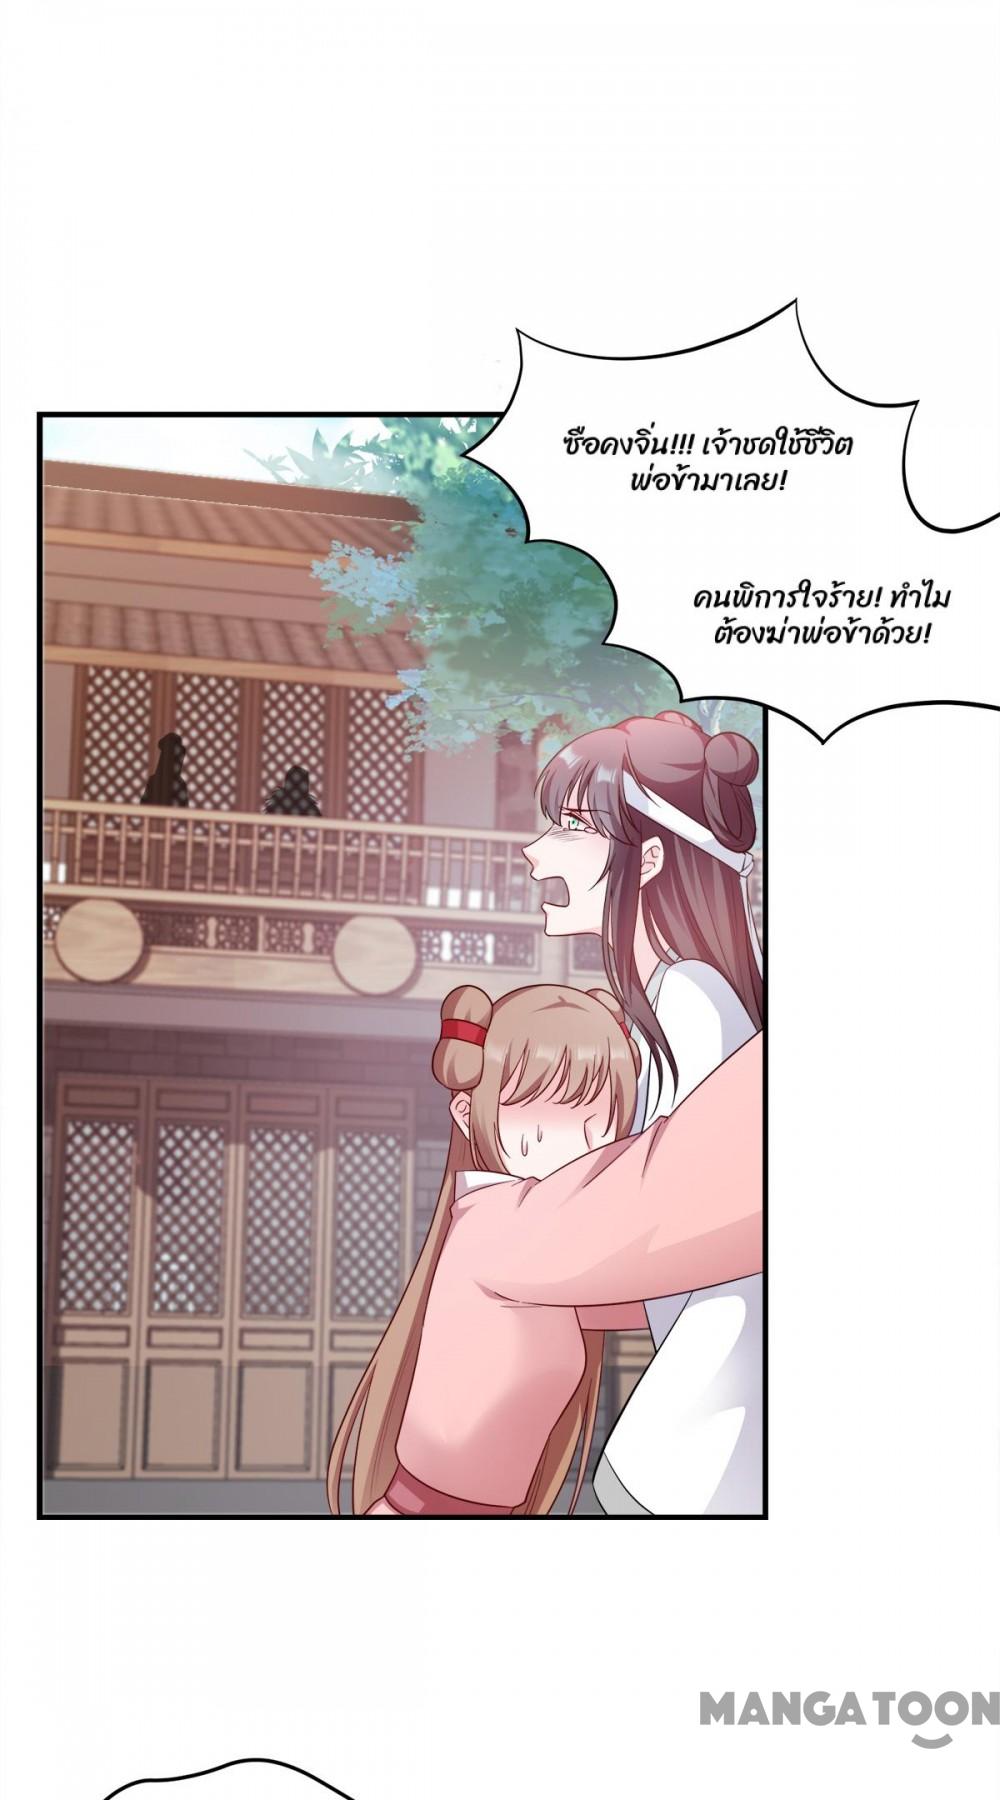 ซือคงจิ่น!!! เจ้าชดใช้ชีวิต
พ่อข้ามาเลย!
คนพิการใจร้าย! ทำไม
ต้องฆ่าพ่อข้าด้วย!
MANGATOON